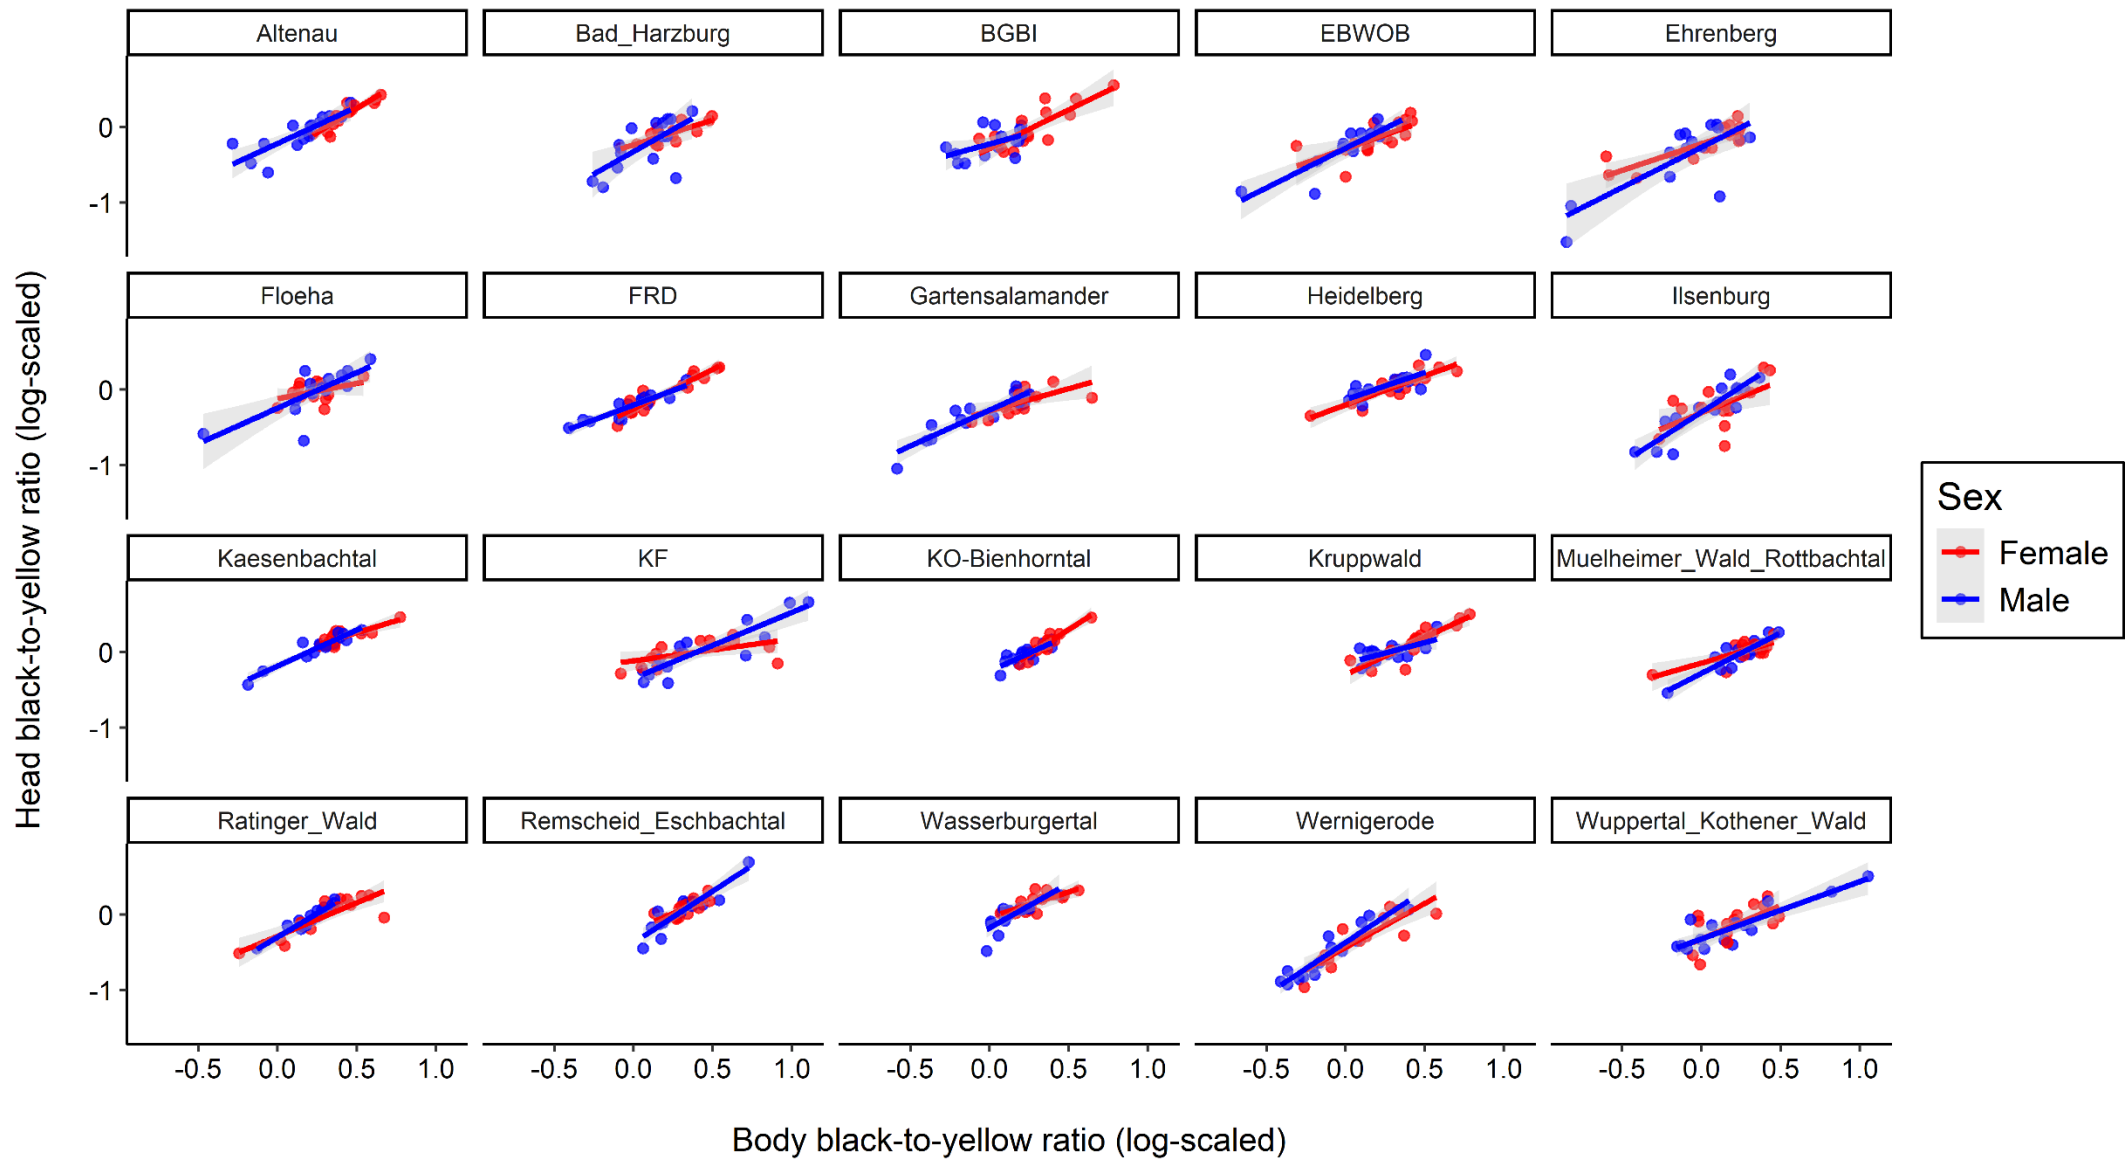 Altenau Bad_Harzburg BGBI EBWOB Ehrenberg
0
-1
Floeha FRD Gartensalamander Heidelberg Ilsenburg
0
-1
Kaesenbachtal KF KO-Bienhorntal Kruppwald Muelheimer_Wald_Rottbachtal
0
-1
Ratinger_Wald Remscheid_Eschbachtal Wasserburgertal Wernigerode Wuppertal_Kothener_Wald
0
-1
-0.5 0.0 0.5 1.0 -0.5 0.0 0.5 1.0 -0.5 0.0 0.5 1.0 -0.5 0.0 0.5 1.0 -0.5 0.0 0.5 1.0
Body black-to-yellow ratio (log-scaled)
Head black-to-yellow ratio (log-scaled)
Sex
Female
Male